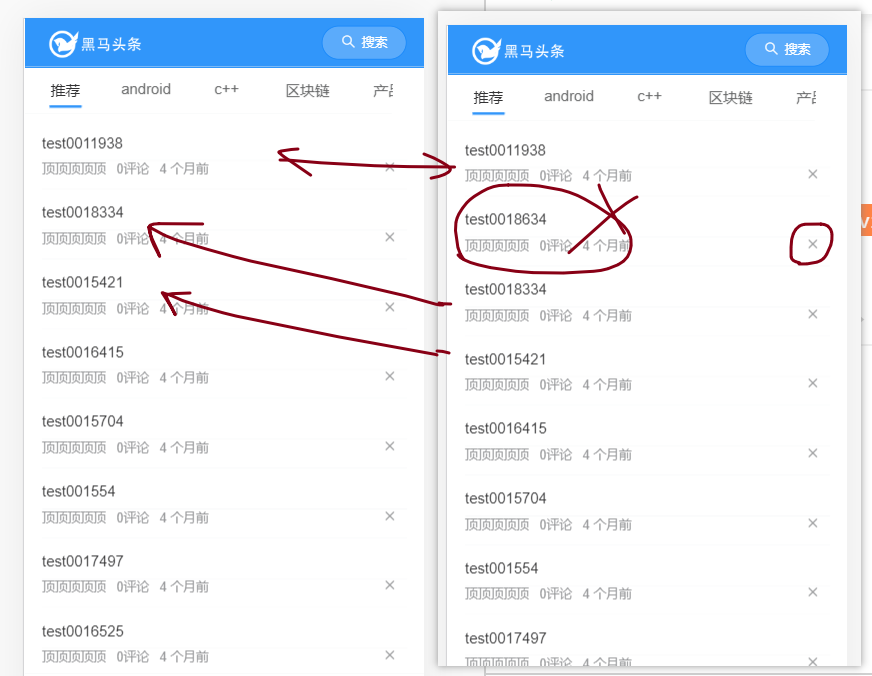 黑马头条
搜索
推荐 android c++ 区块链
test0011938
顶顶顶顶顶 0评论 4 个月前
test0018334
顶顶顶顶顶 0评论 4 个月前
test0015421
顶顶顶顶顶 0评论 4 个月前
test0016415
顶顶顶顶顶 0评论 4 个月前
test0015704
顶顶顶顶顶 0评论 4 个月前
test001554
顶顶顶顶顶 0评论 4 个月前
test0017497
顶顶顶顶顶 0评论 4 个月前
test0016525
顶顶顶顶顶 0评论 4 个月前
黑马头条
搜索
推荐 android c++ 区块链
test0011938
顶顶顶顶顶 0评论 4 个月前
test0018634
顶顶顶顶顶 0评论 4 个月前
test0018334
顶顶顶顶顶 0评论 4 个月前
test0015421
顶顶顶顶顶 0评论 4 个月前
test0016415
顶顶顶顶顶 0评论 4 个月前
test0015704
顶顶顶顶顶 0评论 4 个月前
test001554
顶顶顶顶顶 0评论 4 个月前
test0017497
顶顶顶顶顶 0评论 4 个月前